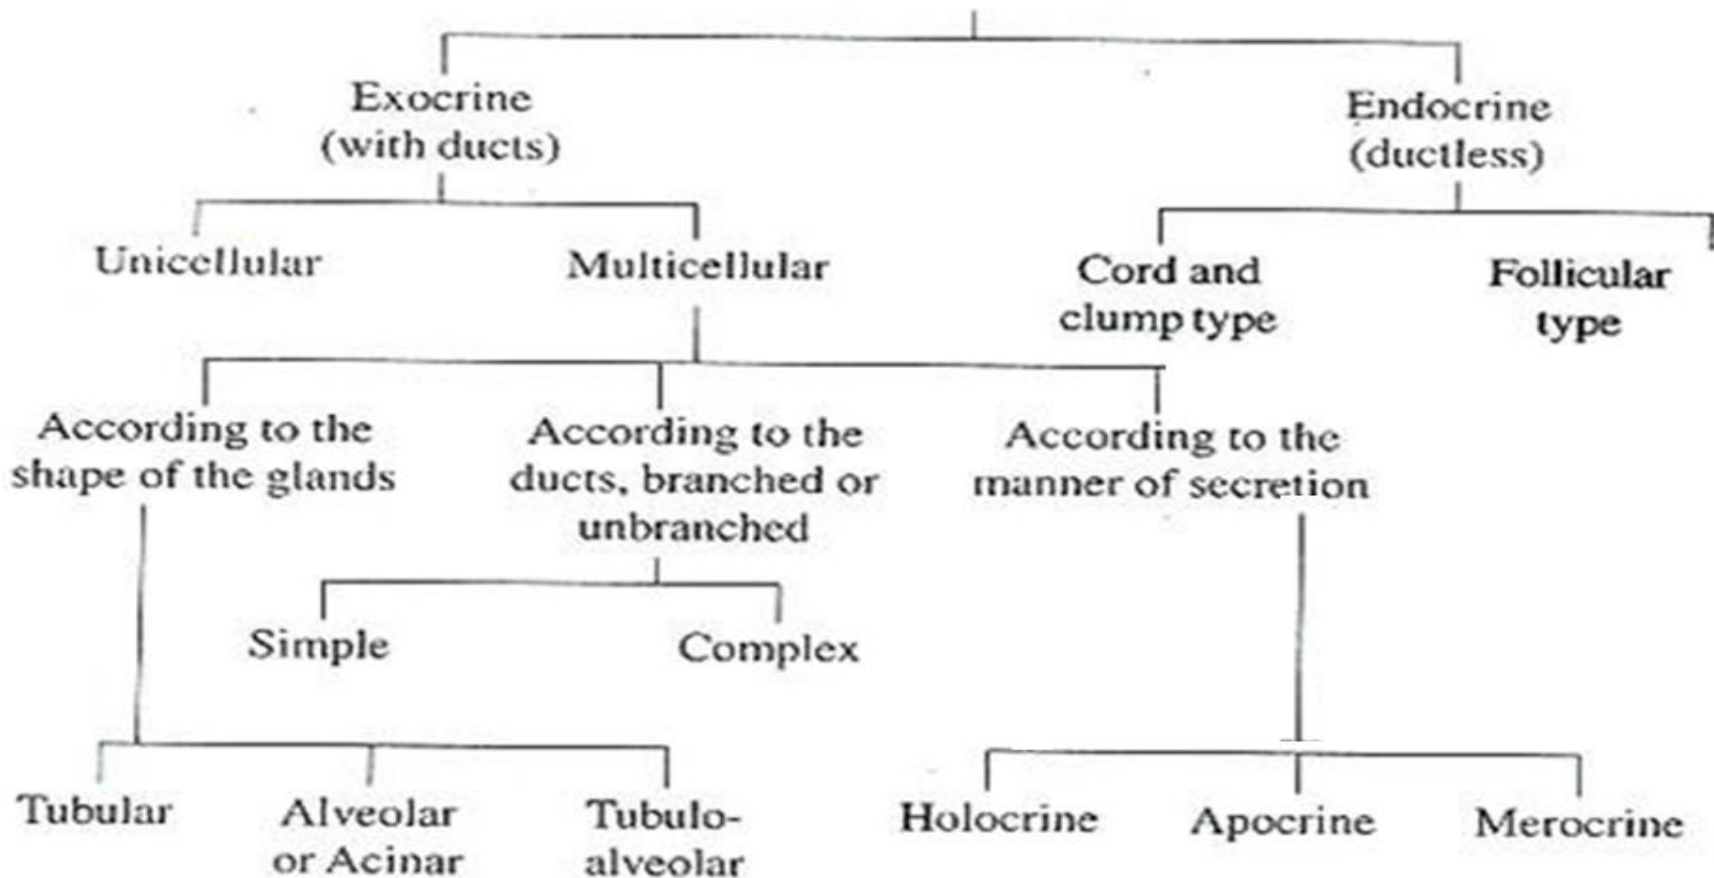 Exocrine
(with ducts)
Endocrine
(ductless)
Unicellular
Multicellular
Cord and
clump type
Follicular
type
According to the
shape of the glands
According to the
ducts, branched or
unbranched
According to the
manner of secretion
Simple
Complex
Tubular
Alveolar
or Acinar
Tubulo-
alveolar
Holocrine
Apocrine
Merocrine